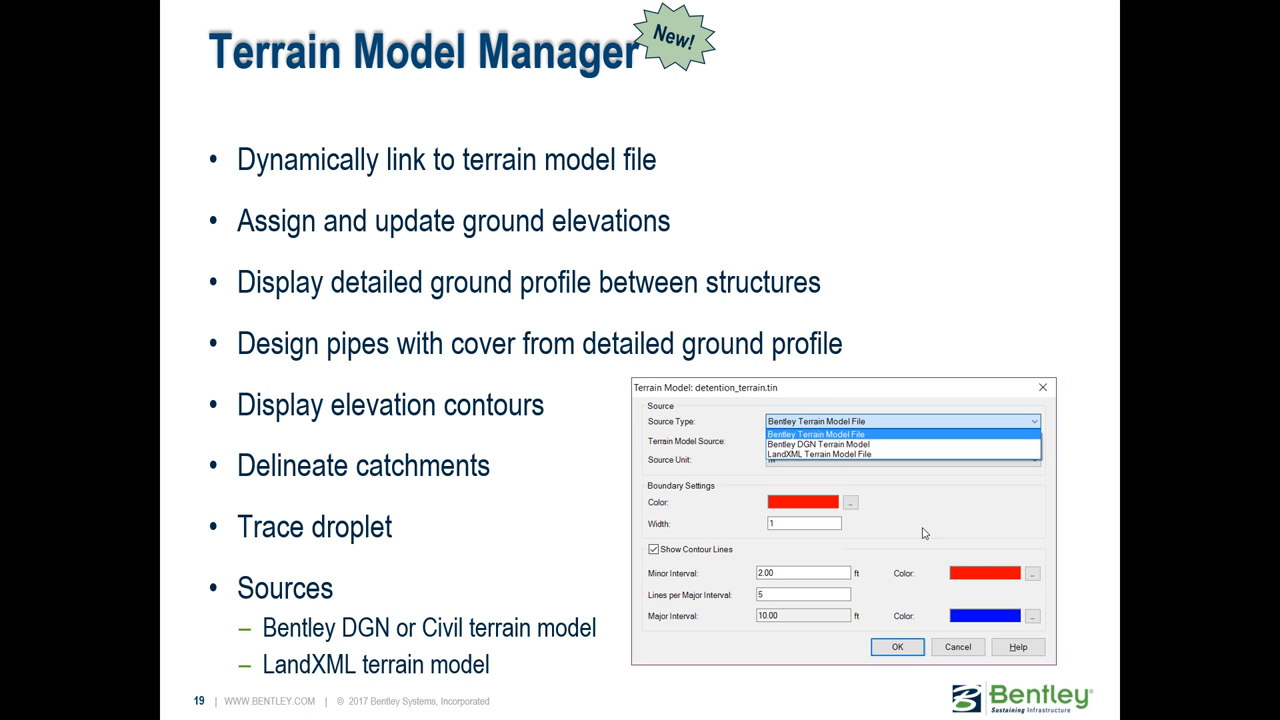 Terrain Model Manager
New!
• Dynamically link to terrain model file
• Assign and update ground elevations
• Display detailed ground profile between structures
• Design pipes with cover from detailed ground profile
• Display elevation contours
• Delineate catchments
• Trace droplet
• Sources
– Bentley DGN or Civil terrain model
– LandXML terrain model
Terrain Model: detention_terrain.tin
Source
Source Type: Bentley Terrain Model File
Bentley Terrain Model File
Bentley DGN Terrain Model
LandXML Terrain Model File
Terrain Model Source:
Source Unit:
Boundary Settings
Color: ...
Width: 1
Show Contour Lines
Minor Interval: 2.00 ft Color: ...
Lines per Major Interval: 5
Major Interval: 10.00 ft Color: ...
OK Cancel Help
19 | WWW.BENTLEY.COM | © 2017 Bentley Systems, Incorporated
Bentley®
Sustaining Infrastructure